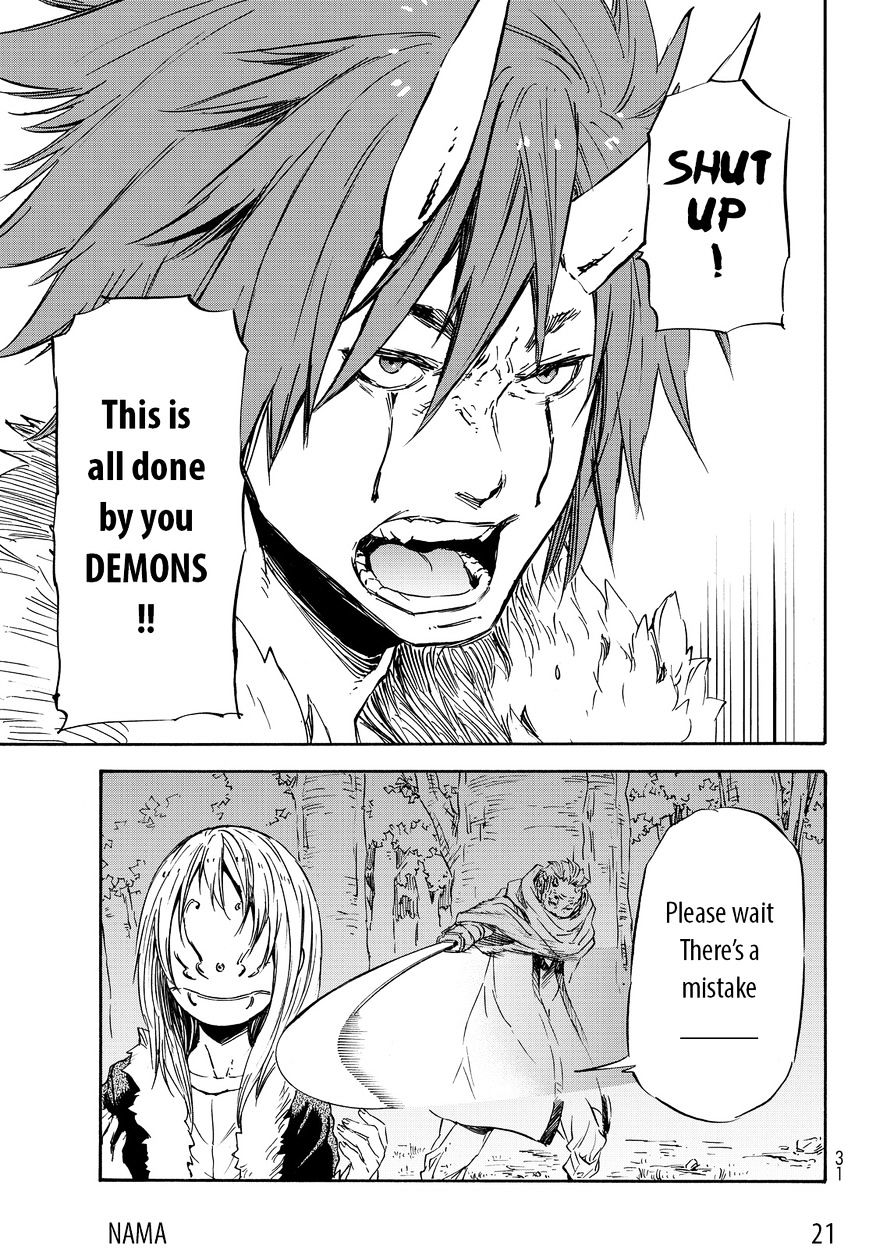 SHUT
UP
!
This is
all done
by you
DEMONS
!!
Please wait
There's a
mistake
31
NAMA
21